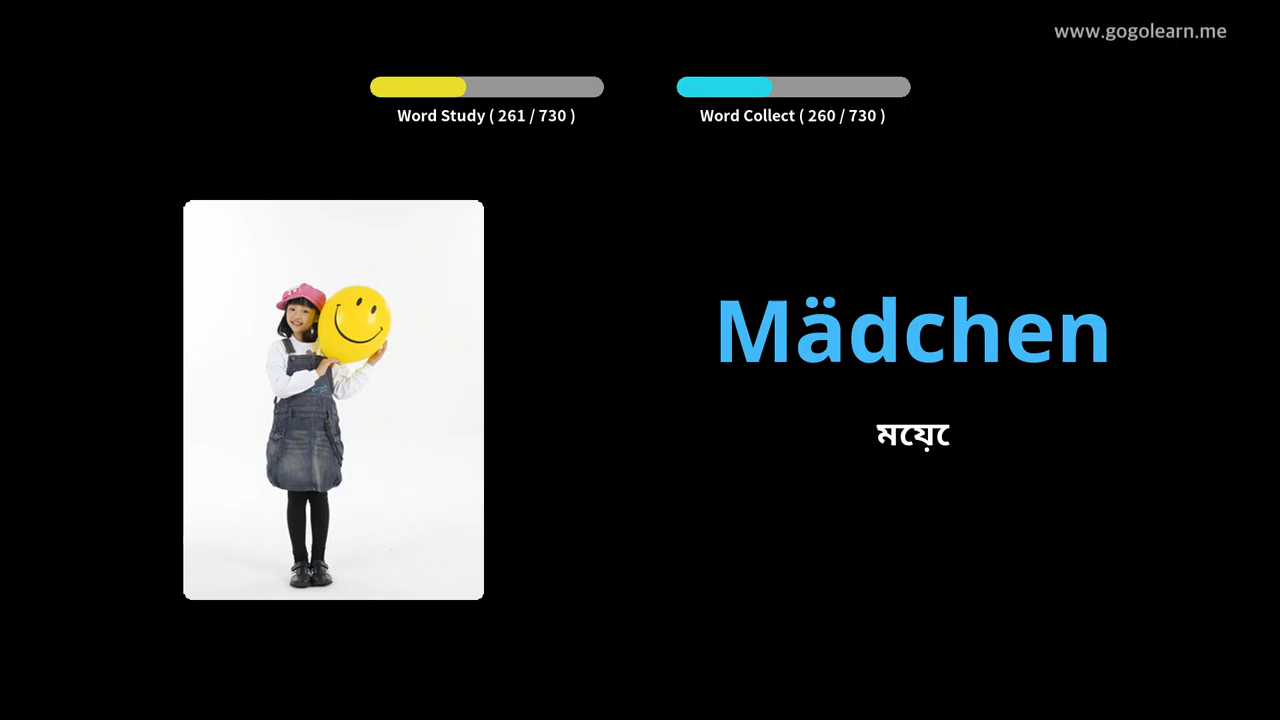 www.gogolearn.me
Word Study ( 261 / 730 )
Word Collect ( 260 / 730 )
Mädchen
মেয়ে